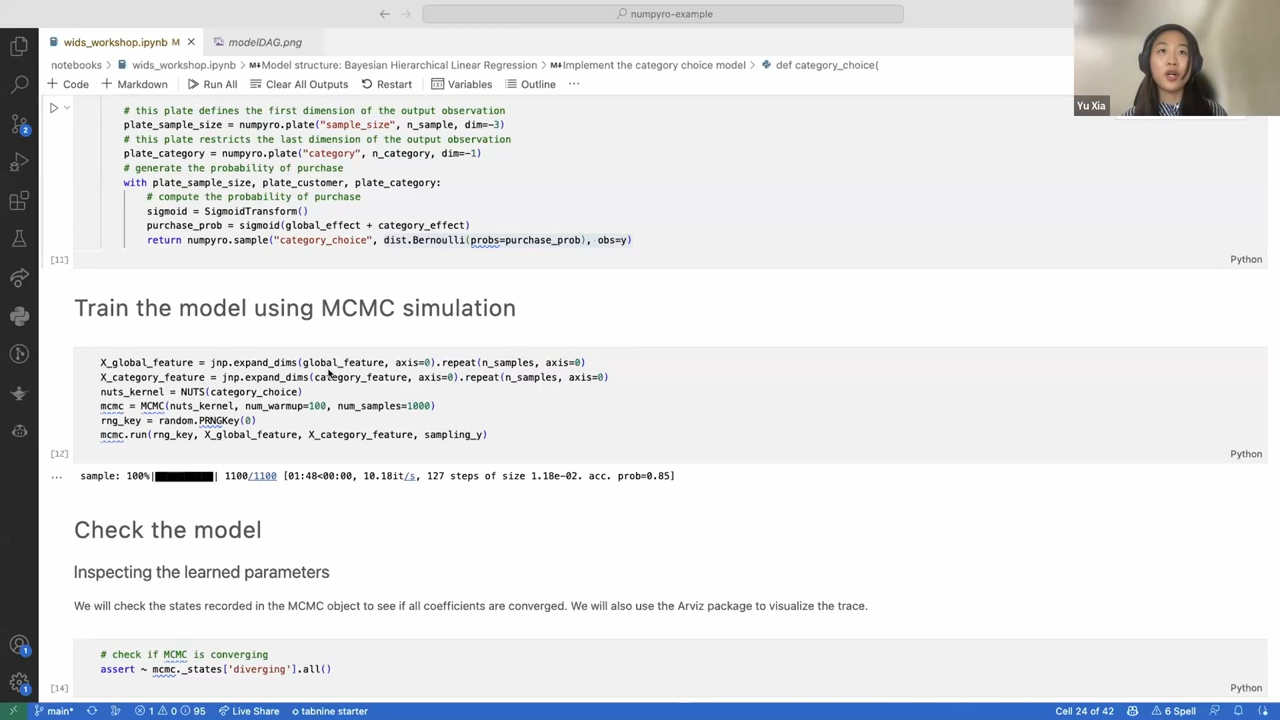 numpyro-example
wids_workshop.ipynb M
modelDAG.png
notebooks > wids_workshop.ipynb > Model structure: Bayesian Hierarchical Linear Regression > Implement the category choice model > def category_choice(
+ Code + Markdown Run All Clear All Outputs Restart Variables Outline ...
Yu Xia
# this plate defines the first dimension of the output observation
plate_sample_size = numpyro.plate("sample_size", n_sample, dim=-3)
# this plate restricts the last dimension of the output observation
plate_category = numpyro.plate("category", n_category, dim=-1)
# generate the probability of purchase
with plate_sample_size, plate_customer, plate_category:
# compute the probability of purchase
sigmoid = SigmoidTransform()
purchase_prob = sigmoid(global_effect + category_effect)
return numpyro.sample("category_choice", dist.Bernoulli(probs=purchase_prob), obs=y)
[11] Python
Train the model using MCMC simulation
X_global_feature = jnp.expand_dims(global_feature, axis=0).repeat(n_samples, axis=0)
X_category_feature = jnp.expand_dims(category_feature, axis=0).repeat(n_samples, axis=0)
nuts_kernel = NUTS(category_choice)
mcmc = MCMC(nuts_kernel, num_warmup=100, num_samples=1000)
rng_key = random.PRNGKey(0)
mcmc.run(rng_key, X_global_feature, X_category_feature, sampling_y)
[12] Python
... sample: 100%|██████████| 1100/1100 [01:48<00:00, 10.18it/s, 127 steps of size 1.18e-02. acc. prob=0.85]
Check the model
Inspecting the learned parameters
We will check the states recorded in the MCMC object to see if all coefficients are converged. We will also use the Arviz package to visualize the trace.
# check if MCMC is converging
assert ~ mcmc._states['diverging'].all()
[14] Python
main* 1 0 95 Live Share tabnine starter Cell 24 of 42 6 Spell
2
1
1